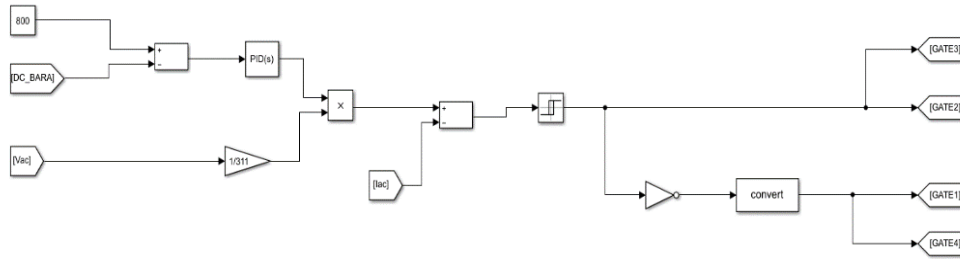 800
+
−
[DC_BARA]
PID(s)
×
[Vac]
1/311
+
−
[Iac]
convert
[GATE3]
[GATE2]
[GATE1]
[GATE4]